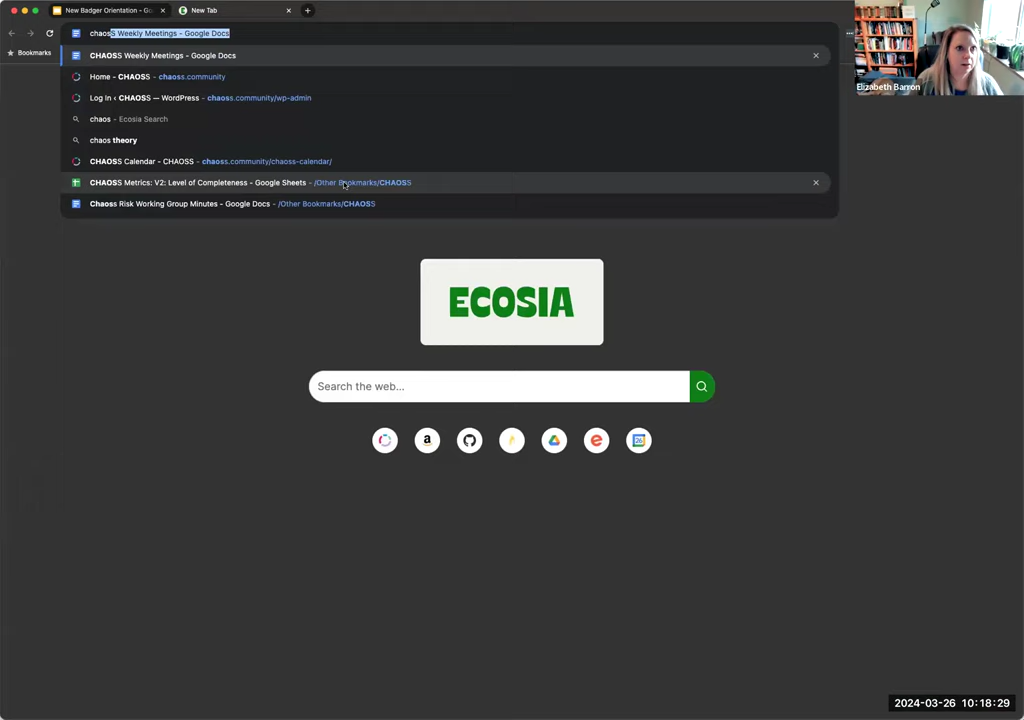 New Badger Orientation - Go
New Tab
chaosS Weekly Meetings - Google Docs
Bookmarks
CHAOSS Weekly Meetings - Google Docs
Home - CHAOSS - chaoss.community
Log In ‹ CHAOSS — WordPress - chaoss.community/wp-admin
chaos - Ecosia Search
chaos theory
CHAOSS Calendar - CHAOSS - chaoss.community/chaoss-calendar/
CHAOSS Metrics: V2: Level of Completeness - Google Sheets - /Other Bookmarks/CHAOSS
Chaoss Risk Working Group Minutes - Google Docs - /Other Bookmarks/CHAOSS
Elizabeth Barron
ECOSIA
Search the web...
26
2024-03-26 10:18:29